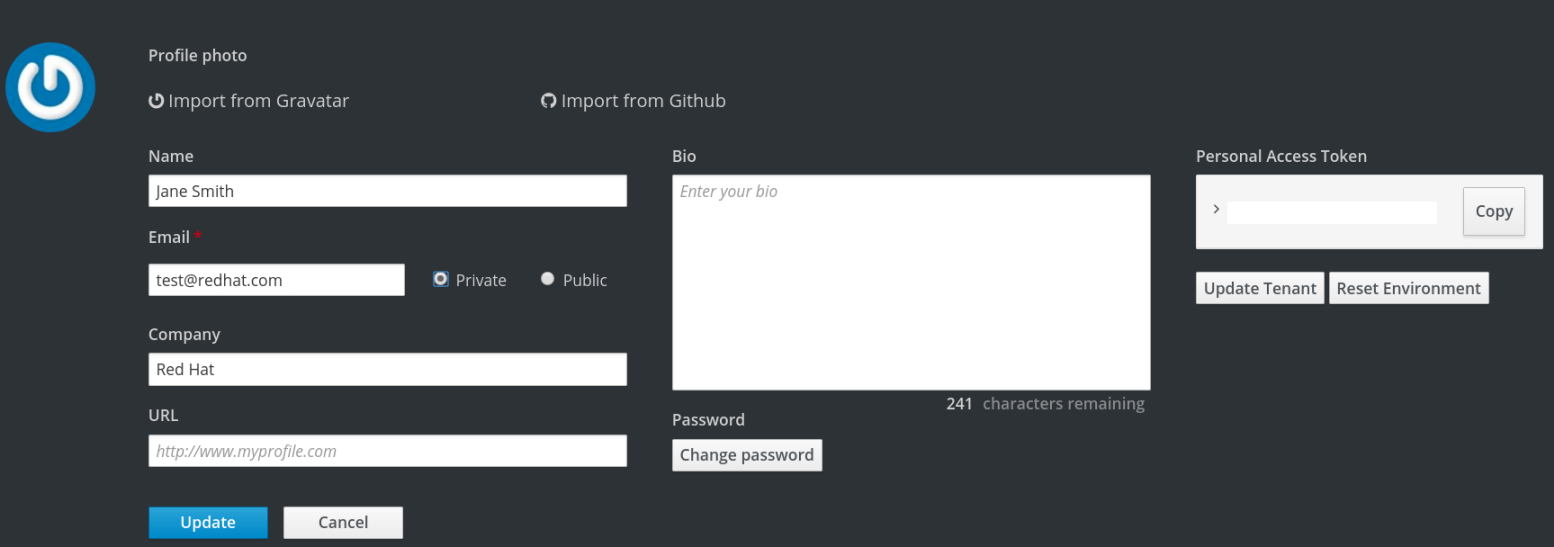 Profile photo
Import from Gravatar
Import from Github
Name
Jane Smith
Email *
test@redhat.com
Private
Public
Company
Red Hat
URL
http://www.myprofile.com
Update
Cancel
Bio
Enter your bio
241 characters remaining
Password
Change password
Personal Access Token
Copy
Update Tenant
Reset Environment